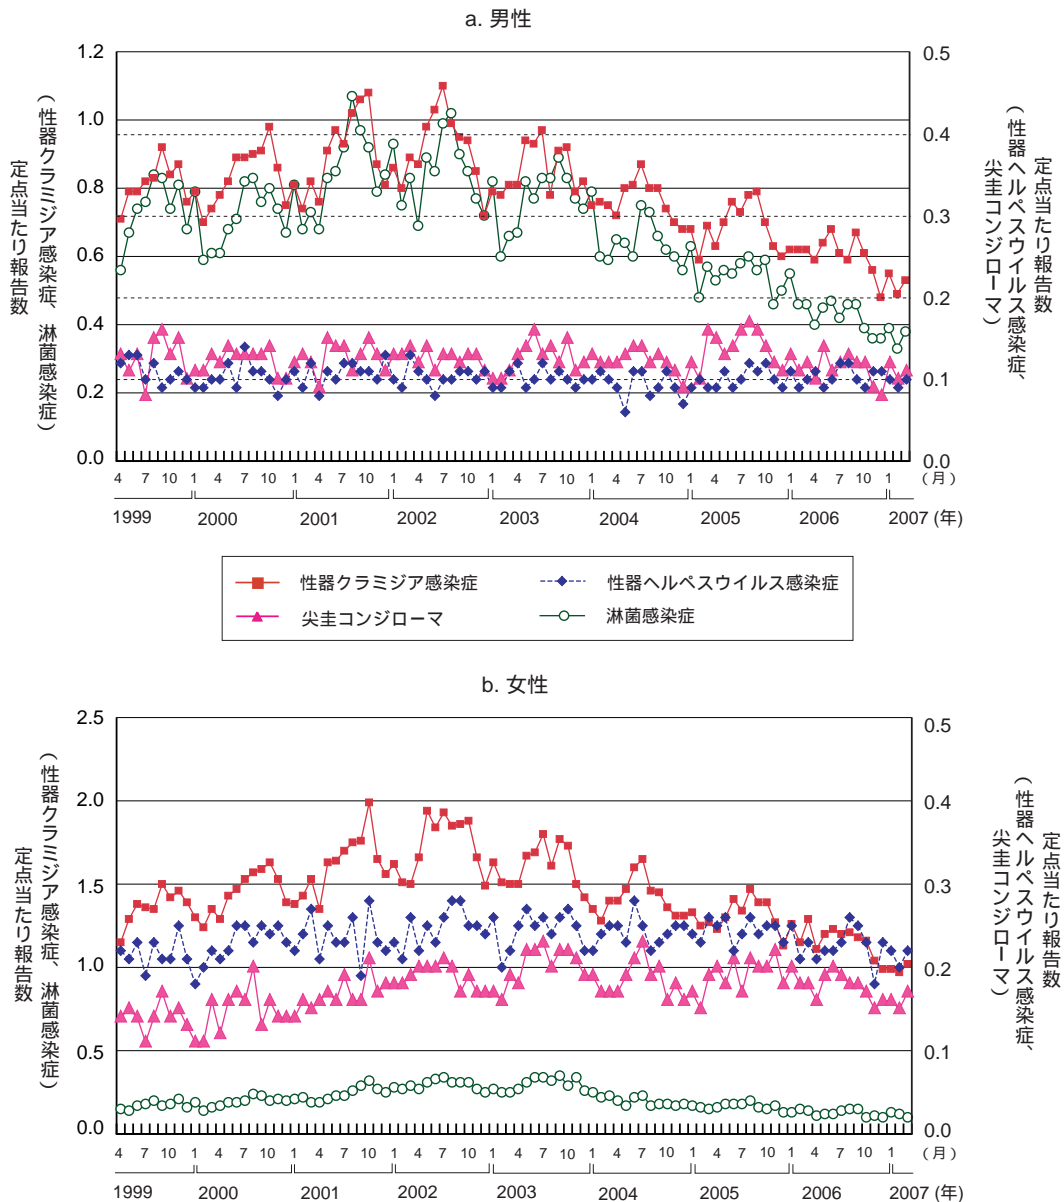 a. 男性
定点当たり報告数
（性器クラミジア感染症、淋菌感染症）
1.2
1.0
0.8
0.6
0.4
0.2
0.0
0.5
0.4
0.3
0.2
0.1
0.0
定点当たり報告数
（性器ヘルペスウイルス感染症、
尖圭コンジローマ）
4 7 10 1 4 7 10 1 4 7 10 1 4 7 10 1 4 7 10 1 4 7 10 1 4 7 10 1 4 7 10 1 （月）
1999 2000 2001 2002 2003 2004 2005 2006 2007 (年)
性器クラミジア感染症
性器ヘルペスウイルス感染症
尖圭コンジローマ
淋菌感染症
b. 女性
定点当たり報告数
（性器クラミジア感染症、淋菌感染症）
2.5
2.0
1.5
1.0
0.5
0.0
0.5
0.4
0.3
0.2
0.1
0.0
定点当たり報告数
（性器ヘルペスウイルス感染症、
尖圭コンジローマ）
4 7 10 1 4 7 10 1 4 7 10 1 4 7 10 1 4 7 10 1 4 7 10 1 4 7 10 1 4 7 10 1 （月）
1999 2000 2001 2002 2003 2004 2005 2006 2007 (年)